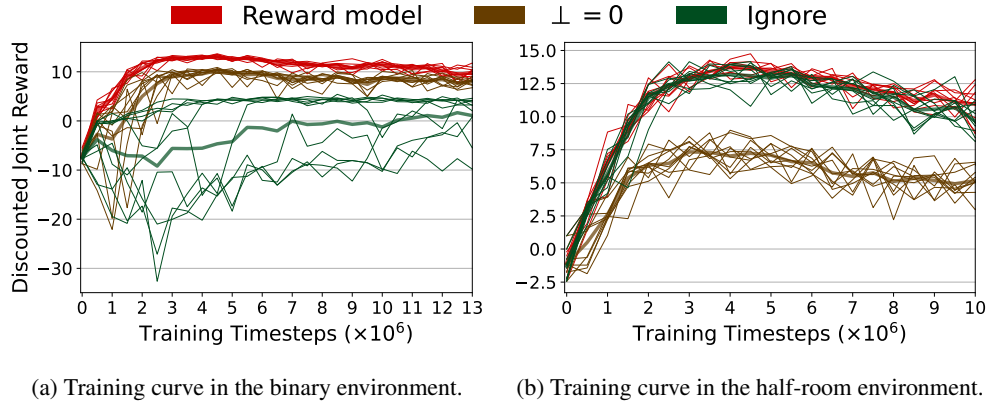 Reward model ⊥ = 0 Ignore
Discounted Joint Reward
10
0
−10
−20
−30
0 1 2 3 4 5 6 7 8 9 10 11 12 13
Training Timesteps (×10⁶)
15.0
12.5
10.0
7.5
5.0
2.5
0.0
−2.5
0 1 2 3 4 5 6 7 8 9 10
Training Timesteps (×10⁶)
(a) Training curve in the binary environment.
(b) Training curve in the half-room environment.